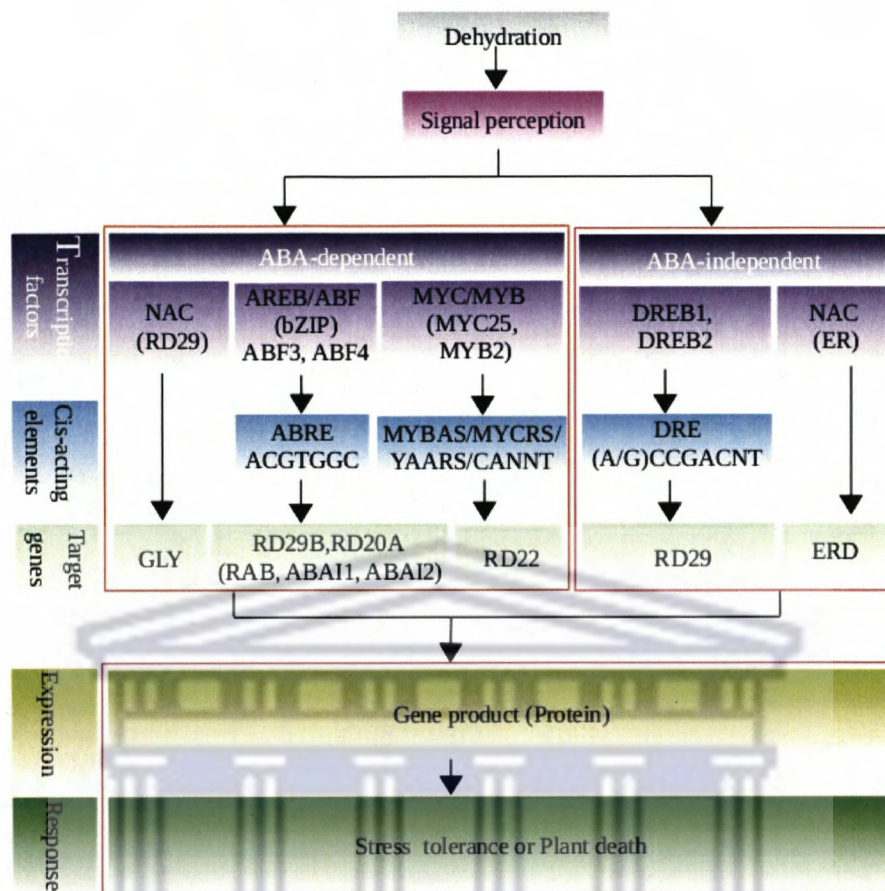 Dehydration
Signal perception
Transcripti
factors
ABA-dependent
ABA-independent
NAC
(RD29)
AREB/ABF
(bZIP)
ABF3, ABF4
MYC/MYB
(MYC25,
MYB2)
DREB1,
DREB2
NAC
(ER)
Cis-acting
elements
ABRE
ACGTGGC
MYBAS/MYCRS/
YAARS/CANNT
DRE
(A/G)CCGACNT
Target
genes
GLY
RD29B,RD20A
(RAB, ABAI1, ABAI2)
RD22
RD29
ERD
Expression
Gene product (Protein)
Response
Stress tolerance or Plant death